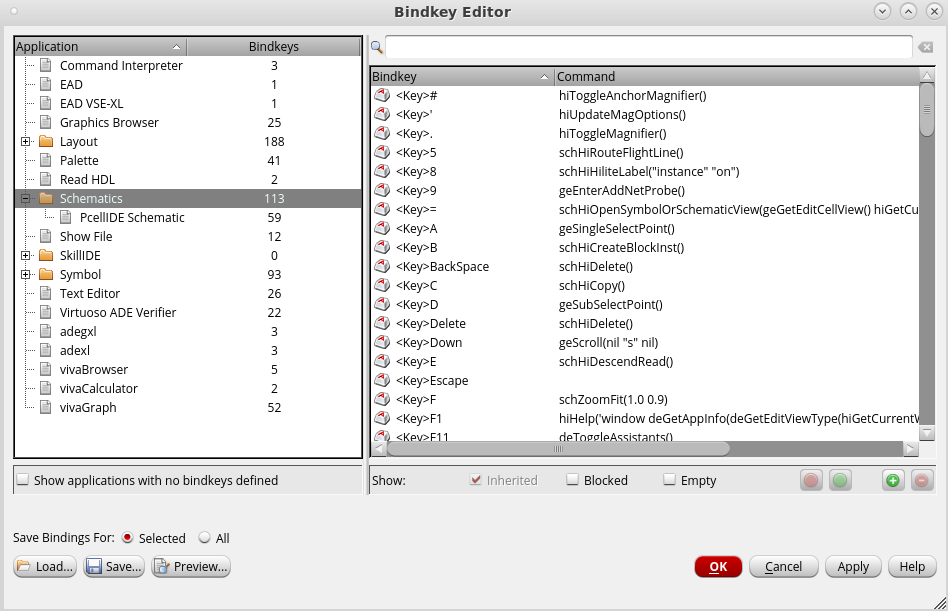 Bindkey Editor
Application Bindkeys
Command Interpreter 3
EAD 1
EAD VSE-XL 1
Graphics Browser 25
Layout 188
Palette 41
Read HDL 2
Schematics 113
PcellIDE Schematic 59
Show File 12
SkillIDE 0
Symbol 93
Text Editor 26
Virtuoso ADE Verifier 22
adegxl 3
adexl 3
vivaBrowser 5
vivaCalculator 2
vivaGraph 52
Show applications with no bindkeys defined
Bindkey Command
<Key># hiToggleAnchorMagnifier()
<Key>' hiUpdateMagOptions()
<Key>. hiToggleMagnifier()
<Key>5 schHiRouteFlightLine()
<Key>8 schHiHiliteLabel("instance" "on")
<Key>9 geEnterAddNetProbe()
<Key>= schHiOpenSymbolOrSchematicView(geGetEditCellView() hiGetCu
<Key>A geSingleSelectPoint()
<Key>B schHiCreateBlockInst()
<Key>BackSpace schHiDelete()
<Key>C schHiCopy()
<Key>D geSubSelectPoint()
<Key>Delete schHiDelete()
<Key>Down geScroll(nil "s" nil)
<Key>E schHiDescendRead()
<Key>Escape
<Key>F schZoomFit(1.0 0.9)
<Key>F1 hiHelp('window deGetAppInfo(deGetEditViewType(hiGetCurrentW
<Key>F11 deToggleAssistants()
Show: Inherited Blocked Empty
Save Bindings For: Selected All
Load... Save... Preview... OK Cancel Apply Help